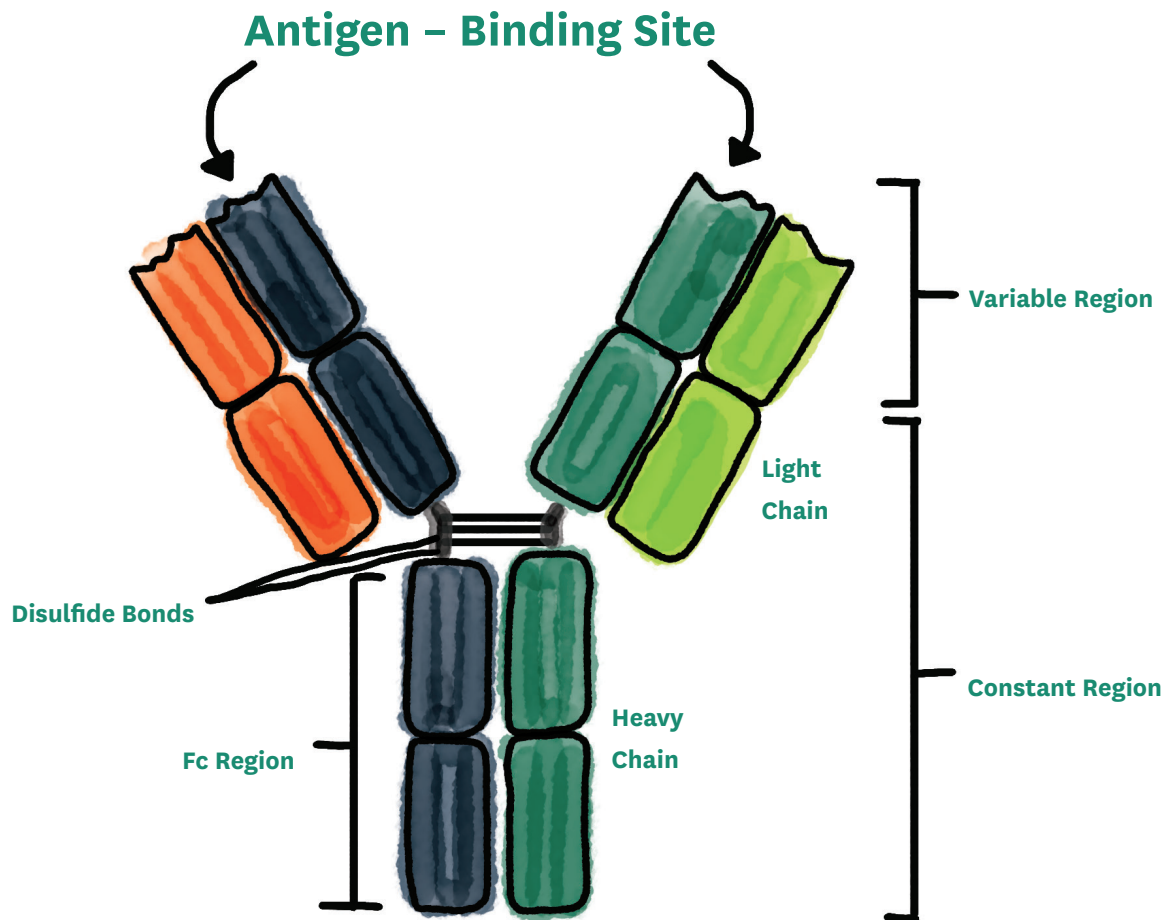 Antigen – Binding Site
Variable Region
Light
Chain
Disulfide Bonds
Constant Region
Heavy
Chain
Fc Region